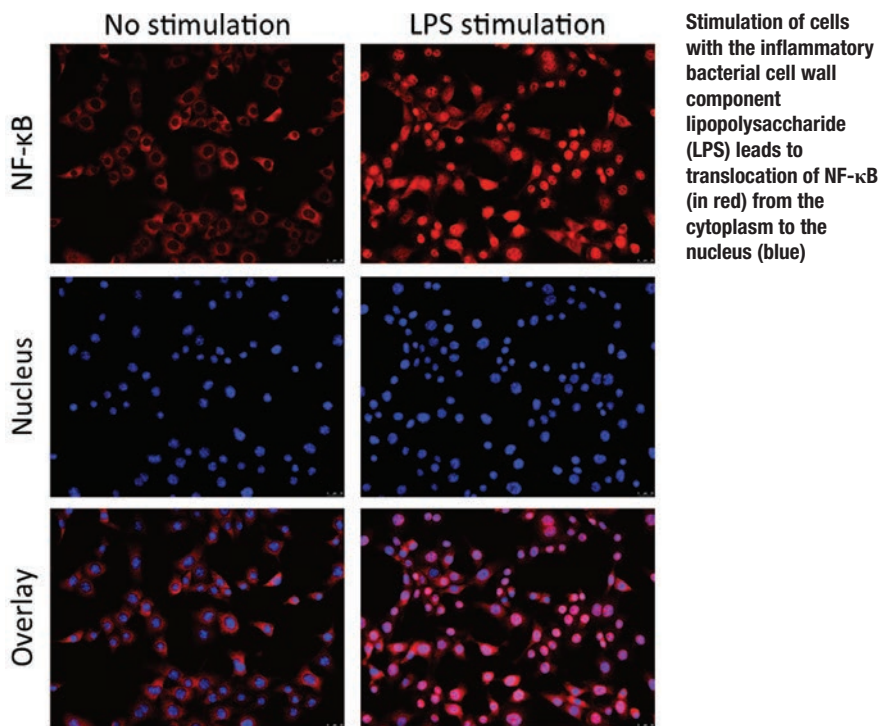 No stimulation
LPS stimulation
Stimulation of cells
with the inflammatory
bacterial cell wall
component
lipopolysaccharide
(LPS) leads to
translocation of NF-κB
(in red) from the
cytoplasm to the
nucleus (blue)
NF-κB
Nucleus
Overlay